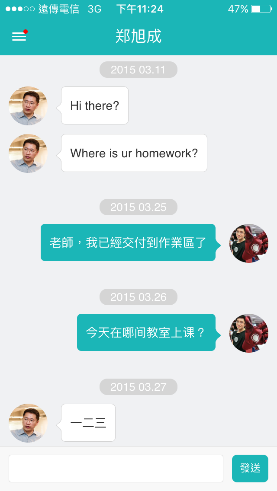 遠傳電信 3G 下午11:24 47%
郑旭成
2015 03.11
Hi there?
Where is ur homework?
2015 03.25
老師，我已經交付到作業區了
2015 03.26
今天在哪间教室上课？
2015 03.27
一二三
發送